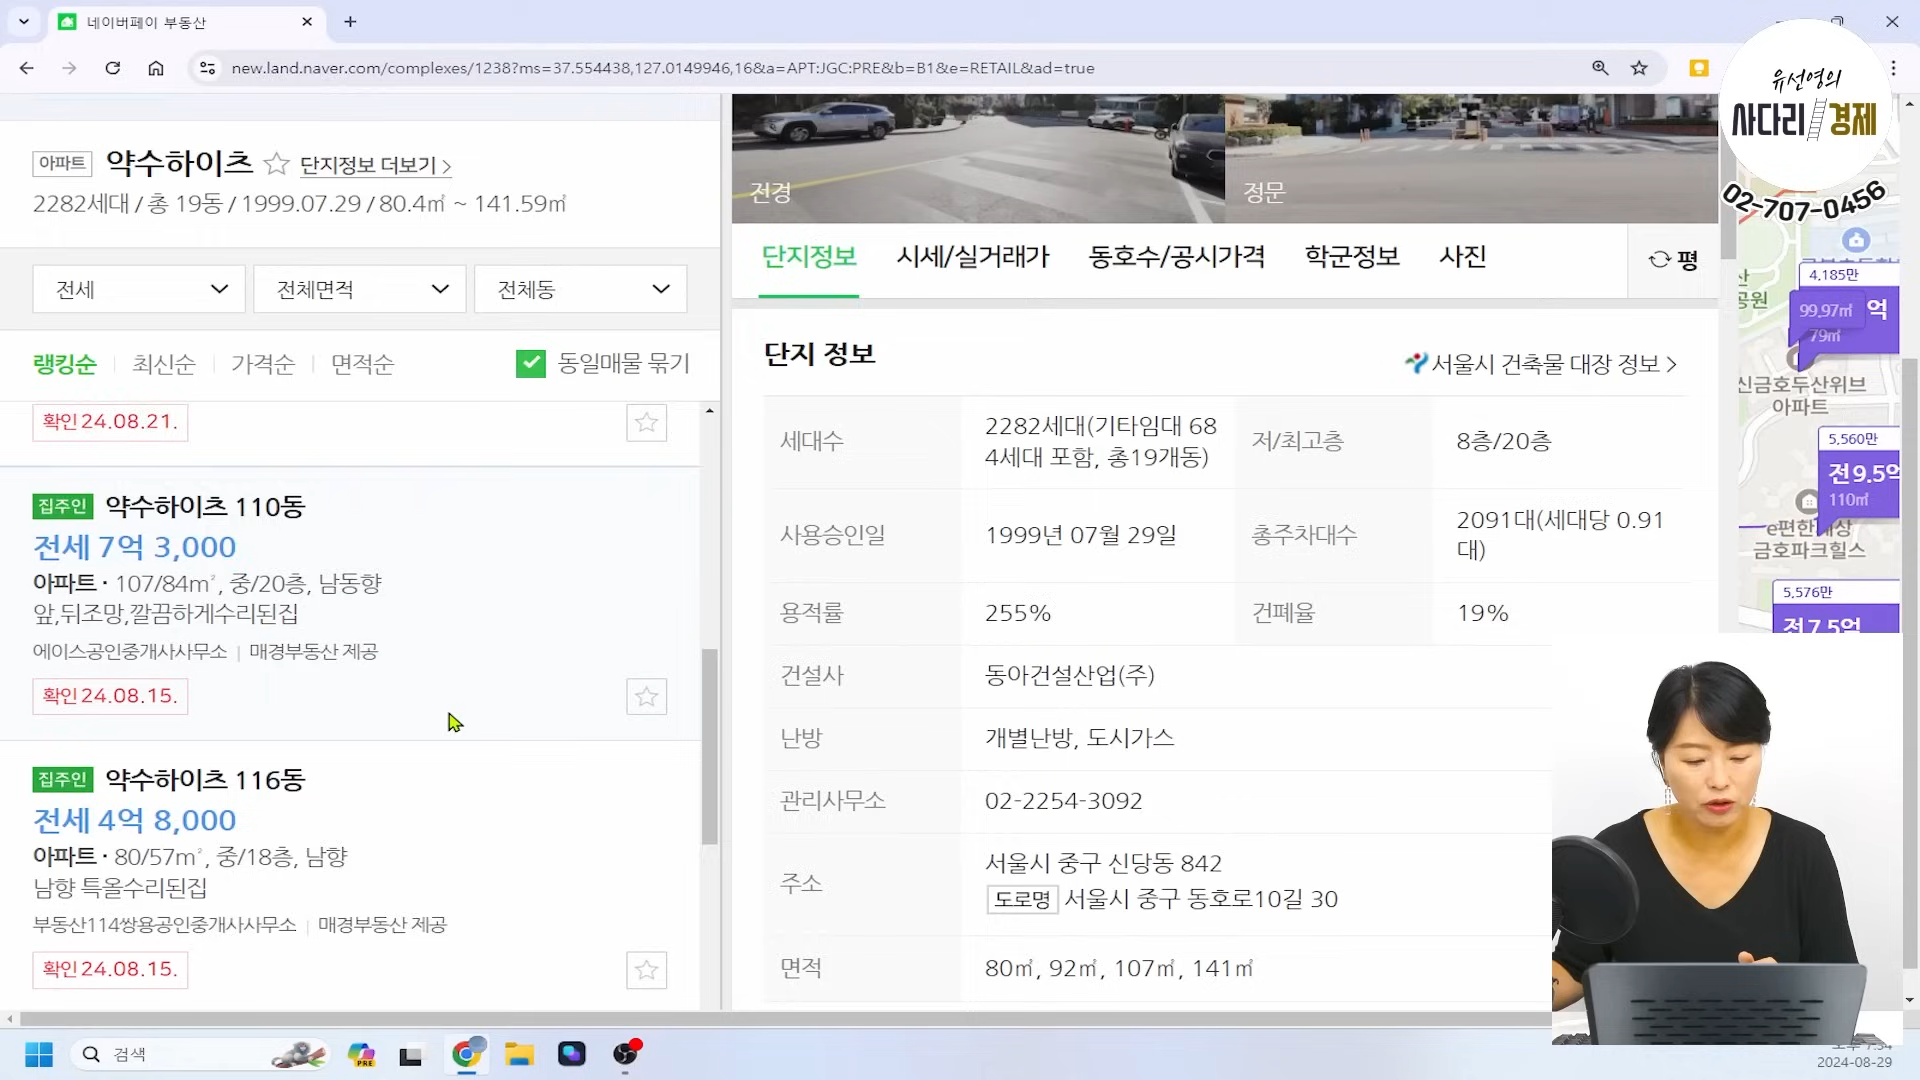 네이버페이 부동산
new.land.naver.com/complexes/1238?ms=37.554438,127.0149946,16&a=APT:JGC:PRE&b=B1&e=RETAIL&ad=true
유선영의
사다리경제
02-707-0456
아파트 약수하이츠 단지정보 더보기
2282세대 / 총 19동 / 1999.07.29 / 80.4㎡ ~ 141.59㎡
전세
전체면적
전체동
랭킹순
최신순
가격순
면적순
동일매물 묶기
확인 24.08.21.
집주인 약수하이츠 110동
전세 7억 3,000
아파트 · 107/84m², 중/20층, 남동향
앞,뒤조망,깔끔하게수리된집
에이스공인중개사사무소 | 매경부동산 제공
확인 24.08.15.
집주인 약수하이츠 116동
전세 4억 8,000
아파트 · 80/57m², 중/18층, 남향
남향 특올수리된집
부동산114쌍용공인중개사사무소 | 매경부동산 제공
확인 24.08.15.
전경
정문
단지정보
시세/실거래가
동호수/공시가격
학군정보
사진
평
단지 정보
서울시 건축물 대장 정보
세대수
2282세대(기타임대 68
4세대 포함, 총19개동)
저/최고층
8층/20층
사용승인일
1999년 07월 29일
총주차대수
2091대(세대당 0.91
대)
용적률
255%
건폐율
19%
건설사
동아건설산업(주)
난방
개별난방, 도시가스
관리사무소
02-2254-3092
주소
서울시 중구 신당동 842
도로명 서울시 중구 동호로10길 30
면적
80㎡, 92㎡, 107㎡, 141㎡
4,185만
억
99.97㎡
79㎡
공원
신금호두산위브
아파트
5,560만
전 9.5억
110㎡
e편한세상
금호파크힐스
5,576만
전 7.5억
검색
PRE
2024-08-29